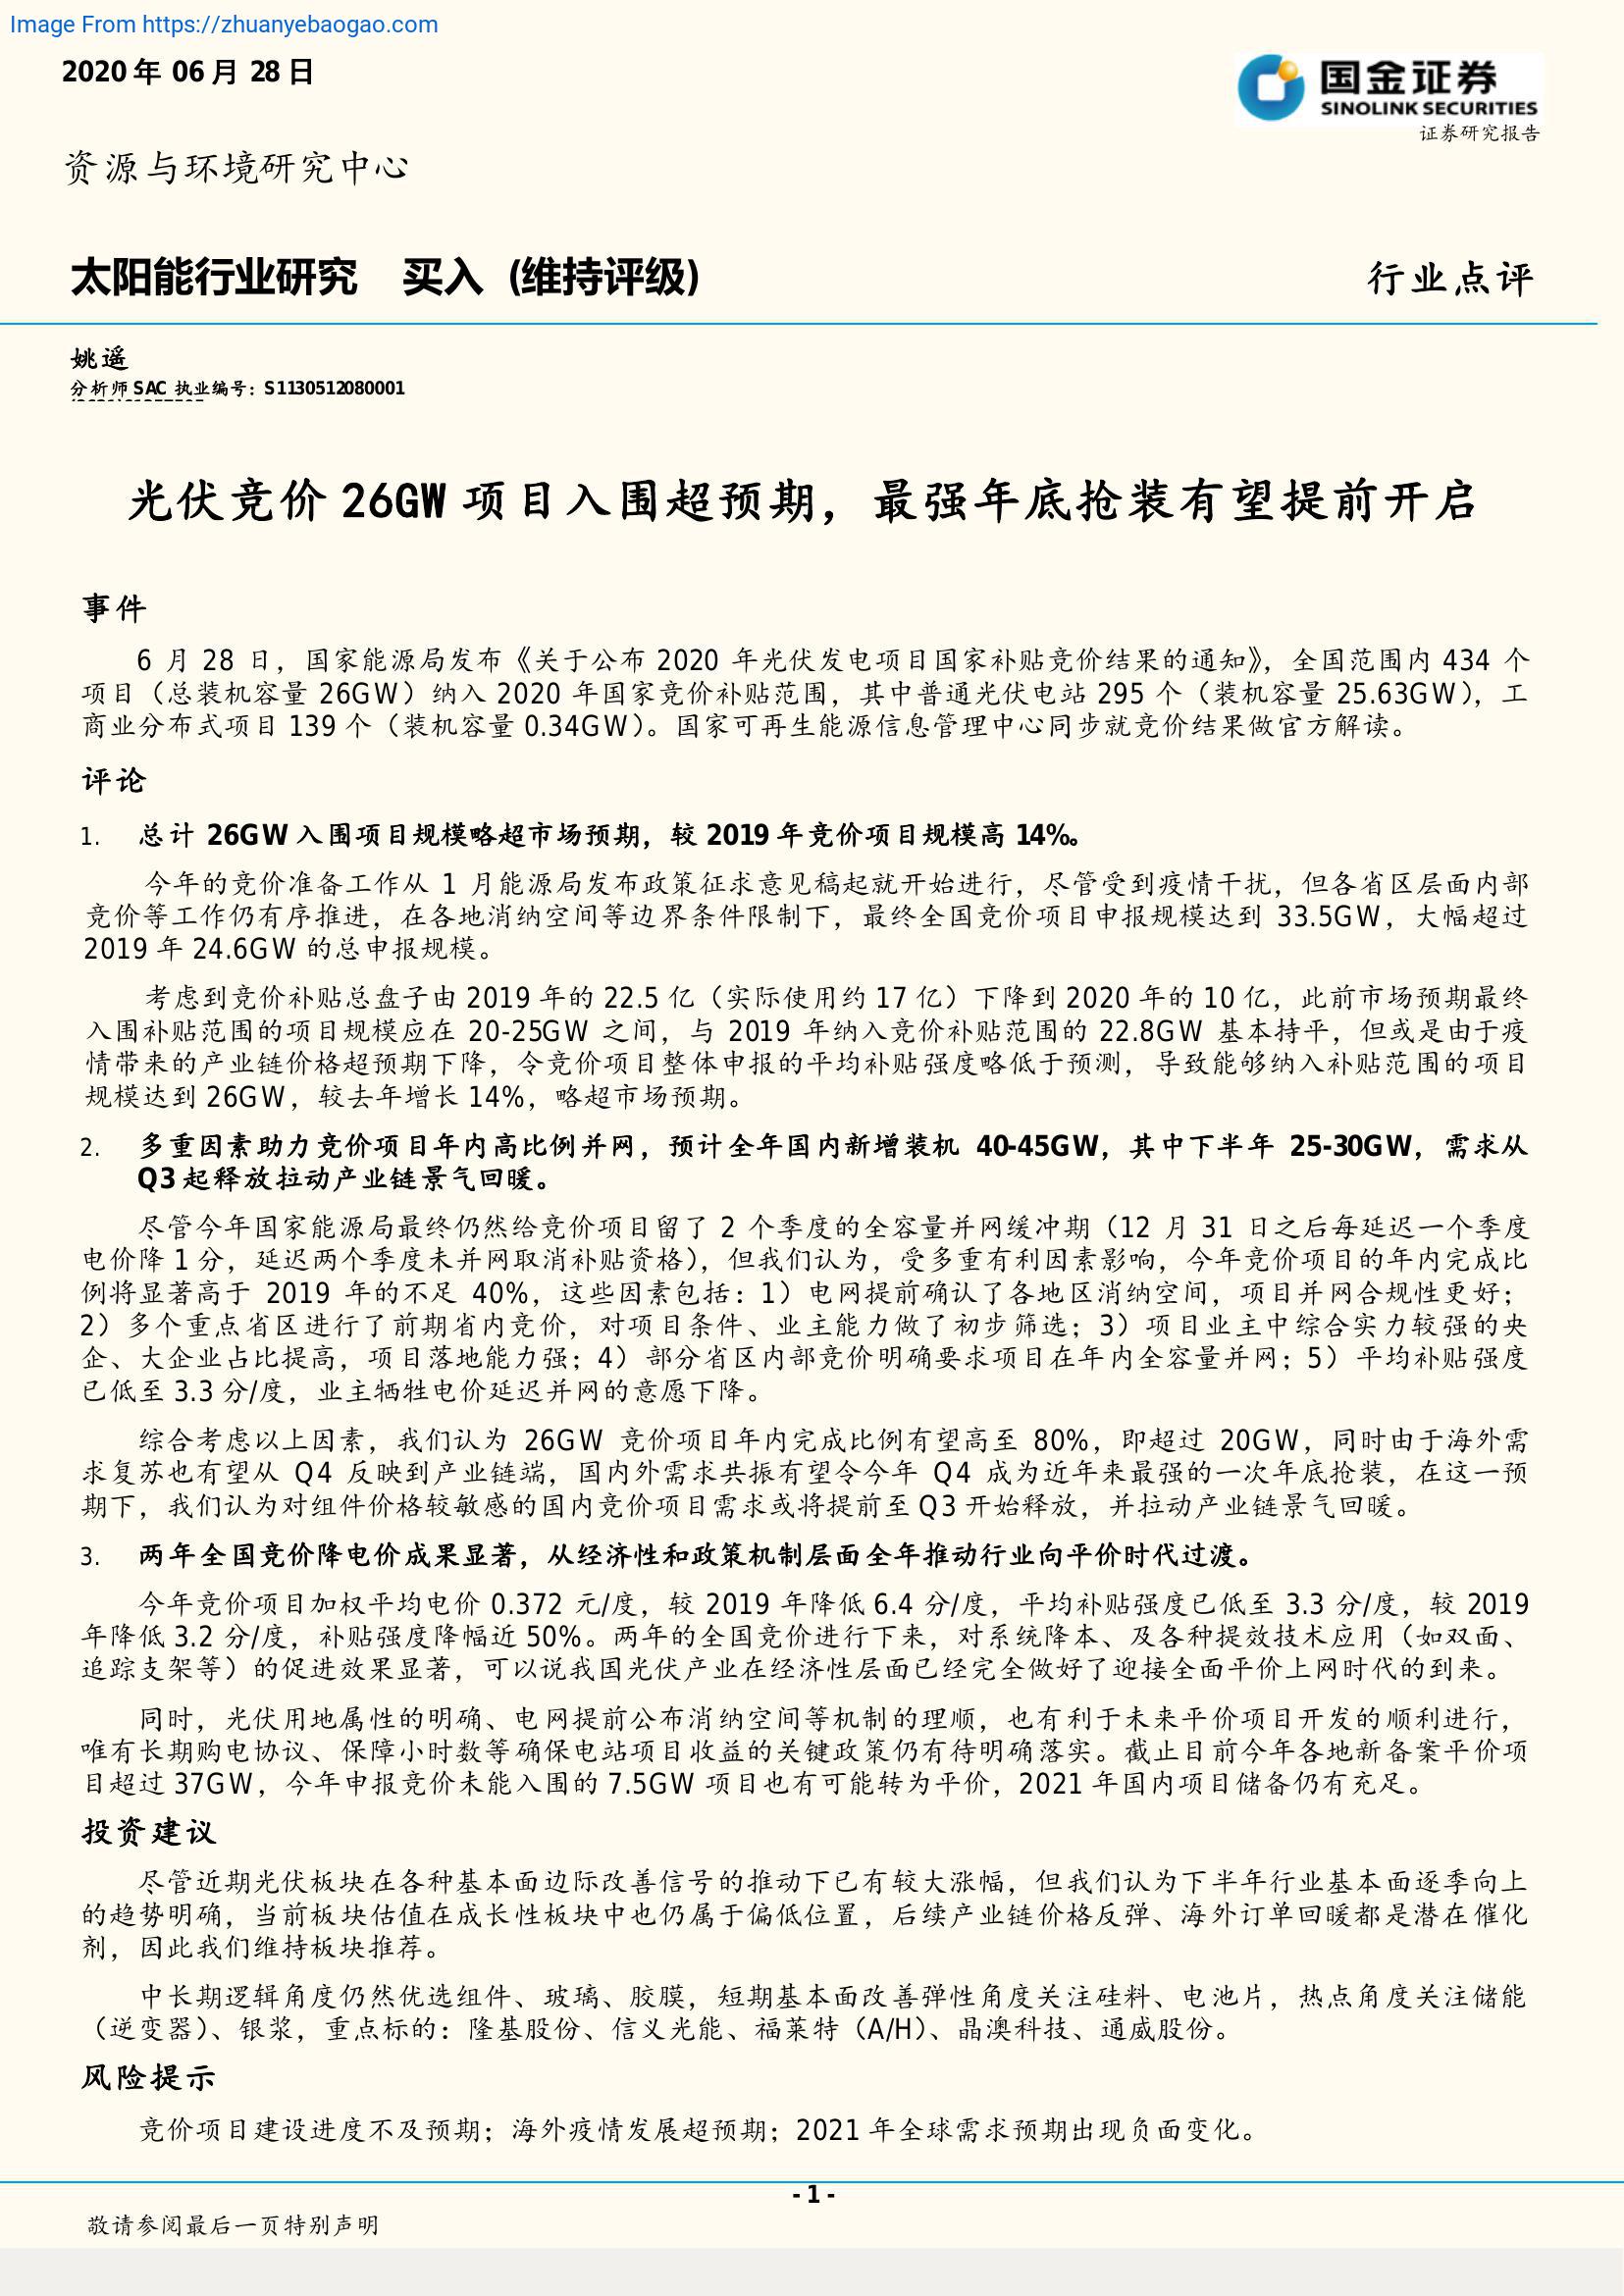 Image From https://zhuanyebaogao.com
2020 年 06 月 28 日
国金证券
SINOLINK SECURITIES
证券研究报告
资源与环境研究中心
太阳能行业研究 买入 (维持评级)
行业点评
姚遥
分析师 SAC 执业编号：S1130512080001
光伏竞价 26GW 项目入围超预期，最强年底抢装有望提前开启
事件
6 月 28 日，国家能源局发布《关于公布 2020 年光伏发电项目国家补贴竞价结果的通知》，全国范围内 434 个
项目（总装机容量 26GW）纳入 2020 年国家竞价补贴范围，其中普通光伏电站 295 个（装机容量 25.63GW），工
商业分布式项目 139 个（装机容量 0.34GW）。国家可再生能源信息管理中心同步就竞价结果做官方解读。
评论
1. 总计 26GW 入围项目规模略超市场预期，较 2019 年竞价项目规模高 14%。
今年的竞价准备工作从 1 月能源局发布政策征求意见稿起就开始进行，尽管受到疫情干扰，但各省区层面内部
竞价等工作仍有序推进，在各地消纳空间等边界条件限制下，最终全国竞价项目申报规模达到 33.5GW，大幅超过
2019 年 24.6GW 的总申报规模。
考虑到竞价补贴总盘子由 2019 年的 22.5 亿（实际使用约 17 亿）下降到 2020 年的 10 亿，此前市场预期最终
入围补贴范围的项目规模应在 20-25GW 之间，与 2019 年纳入竞价补贴范围的 22.8GW 基本持平，但或是由于疫
情带来的产业链价格超预期下降，令竞价项目整体申报的平均补贴强度略低于预测，导致能够纳入补贴范围的项目
规模达到 26GW，较去年增长 14%，略超市场预期。
2. 多重因素助力竞价项目年内高比例并网，预计全年国内新增装机 40-45GW，其中下半年 25-30GW，需求从
Q3 起释放拉动产业链景气回暖。
尽管今年国家能源局最终仍然给竞价项目留了 2 个季度的全容量并网缓冲期（12 月 31 日之后每延迟一个季度
电价降 1 分，延迟两个季度未并网取消补贴资格），但我们认为，受多重有利因素影响，今年竞价项目的年内完成比
例将显著高于 2019 年的不足 40%，这些因素包括：1）电网提前确认了各地区消纳空间，项目并网合规性更好；
2）多个重点省区进行了前期省内竞价，对项目条件、业主能力做了初步筛选；3）项目业主中综合实力较强的央
企、大企业占比提高，项目落地能力强；4）部分省区内部竞价明确要求项目在年内全容量并网；5）平均补贴强度
已低至 3.3 分/度，业主牺牲电价延迟并网的意愿下降。
综合考虑以上因素，我们认为 26GW 竞价项目年内完成比例有望高至 80%，即超过 20GW，同时由于海外需
求复苏也有望从 Q4 反映到产业链端，国内外需求共振有望令今年 Q4 成为近年来最强的一次年底抢装，在这一预
期下，我们认为对组件价格较敏感的国内竞价项目需求或将提前至 Q3 开始释放，并拉动产业链景气回暖。
3. 两年全国竞价降电价成果显著，从经济性和政策机制层面全年推动行业向平价时代过渡。
今年竞价项目加权平均电价 0.372 元/度，较 2019 年降低 6.4 分/度，平均补贴强度已低至 3.3 分/度，较 2019
年降低 3.2 分/度，补贴强度降幅近 50%。两年的全国竞价进行下来，对系统降本、及各种提效技术应用（如双面、
追踪支架等）的促进效果显著，可以说我国光伏产业在经济性层面已经完全做好了迎接全面平价上网时代的到来。
同时，光伏用地属性的明确、电网提前公布消纳空间等机制的理顺，也有利于未来平价项目开发的顺利进行，
唯有长期购电协议、保障小时数等确保电站项目收益的关键政策仍有待明确落实。截止目前今年各地新备案平价项
目超过 37GW，今年申报竞价未能入围的 7.5GW 项目也有可能转为平价，2021 年国内项目储备仍有充足。
投资建议
尽管近期光伏板块在各种基本面边际改善信号的推动下已有较大涨幅，但我们认为下半年行业基本面逐季向上
的趋势明确，当前板块估值在成长性板块中也仍属于偏低位置，后续产业链价格反弹、海外订单回暖都是潜在催化
剂，因此我们维持板块推荐。
中长期逻辑角度仍然优选组件、玻璃、胶膜，短期基本面改善弹性角度关注硅料、电池片，热点角度关注储能
（逆变器）、银浆，重点标的：隆基股份、信义光能、福莱特（A/H）、晶澳科技、通威股份。
风险提示
竞价项目建设进度不及预期；海外疫情发展超预期；2021 年全球需求预期出现负面变化。
- 1 -
敬请参阅最后一页特别声明